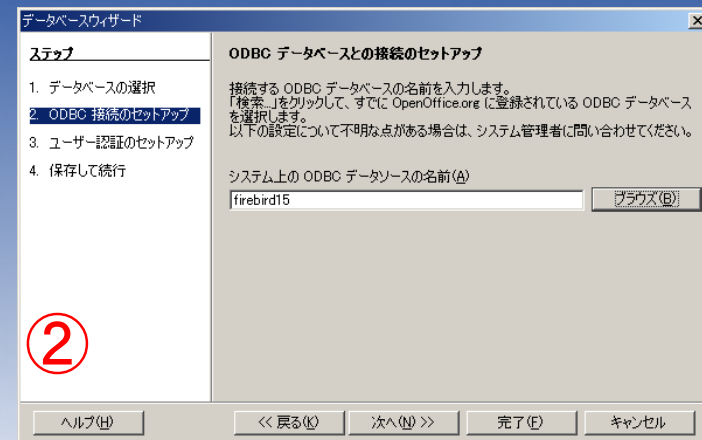 データベースウィザード
ステップ
1. データベースの選択
2. ODBC 接続のセットアップ
3. ユーザー認証のセットアップ
4. 保存して続行
ODBC データベースとの接続のセットアップ
接続する ODBC データベースの名前を入力します。
「検索...」をクリックして、すでに OpenOffice.org に登録されている ODBC データベース
を選択します。
以下の設定について不明な点がある場合は、システム管理者に問い合わせてください。
システム上の ODBC データソースの名前(A)
firebird15
ブラウズ(B)
②
ヘルプ(H)
<< 戻る(K)
次へ(N) >>
完了(F)
キャンセル